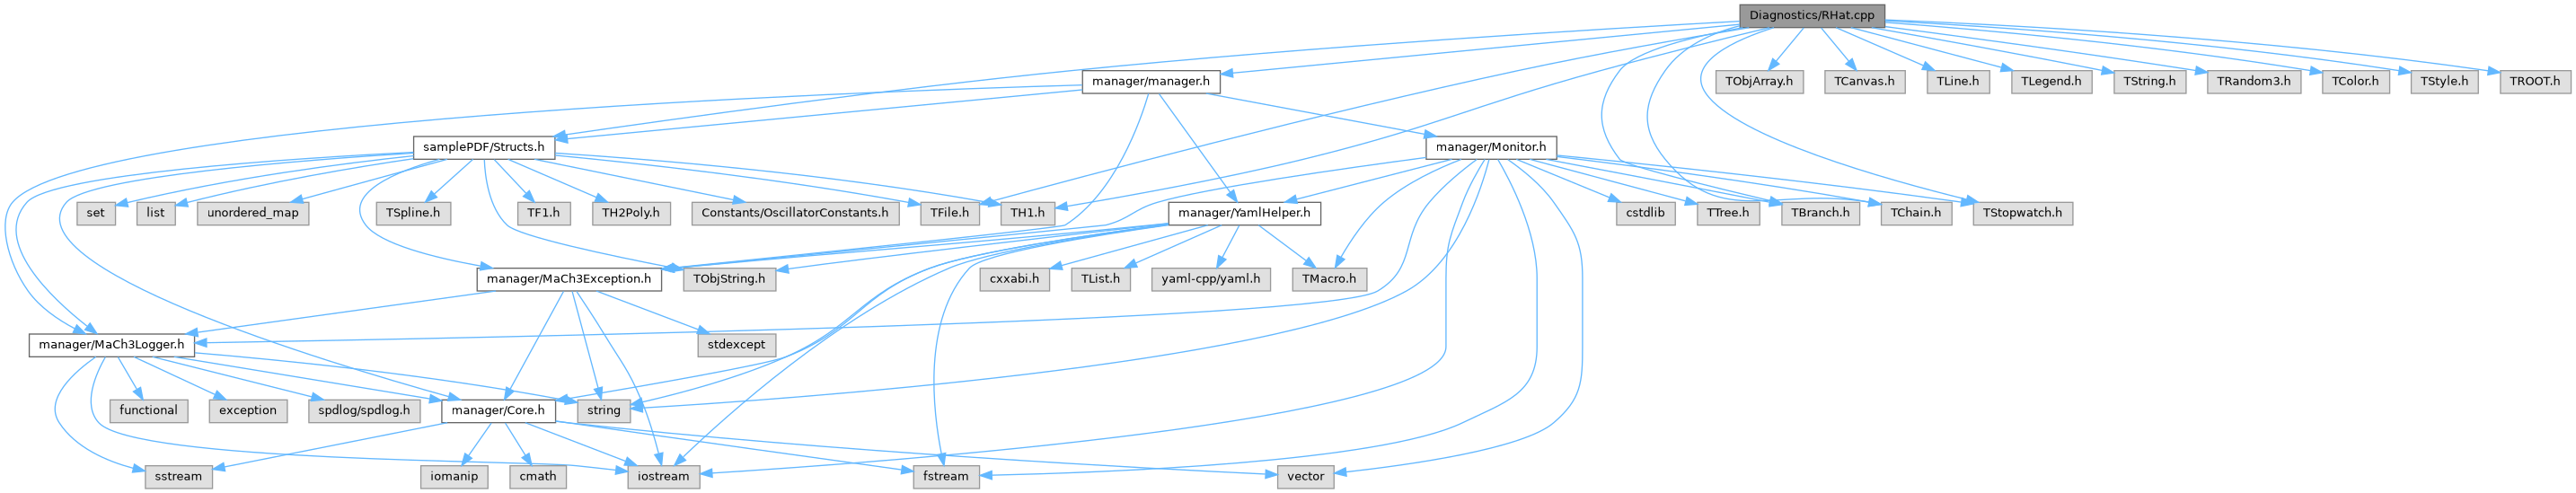 Diagnostics/RHat.cpp
manager/manager.h
TObjArray.h
TCanvas.h
TLine.h
TLegend.h
TString.h
TRandom3.h
TColor.h
TStyle.h
TROOT.h
samplePDF/Structs.h
manager/Monitor.h
set
list
unordered_map
TSpline.h
TF1.h
TH2Poly.h
Constants/OscillatorConstants.h
TFile.h
TH1.h
manager/YamlHelper.h
cstdlib
TTree.h
TBranch.h
TChain.h
TStopwatch.h
manager/MaCh3Exception.h
TObjString.h
cxxabi.h
TList.h
yaml-cpp/yaml.h
TMacro.h
manager/MaCh3Logger.h
stdexcept
functional
exception
spdlog/spdlog.h
manager/Core.h
string
sstream
iomanip
cmath
iostream
fstream
vector